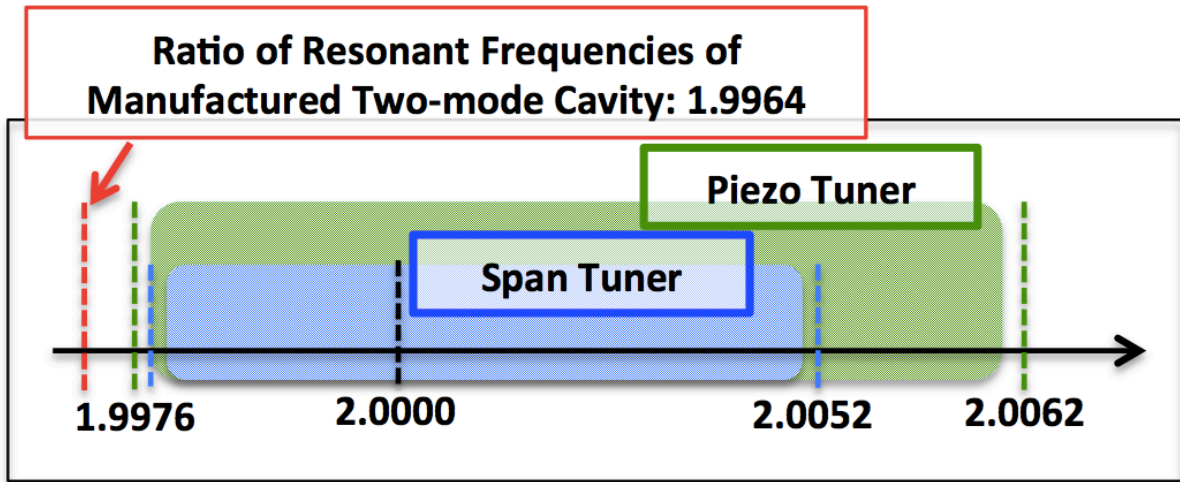 Ratio of Resonant Frequencies of
Manufactured Two-mode Cavity: 1.9964
Piezo Tuner
Span Tuner
1.9976
2.0000
2.0052
2.0062